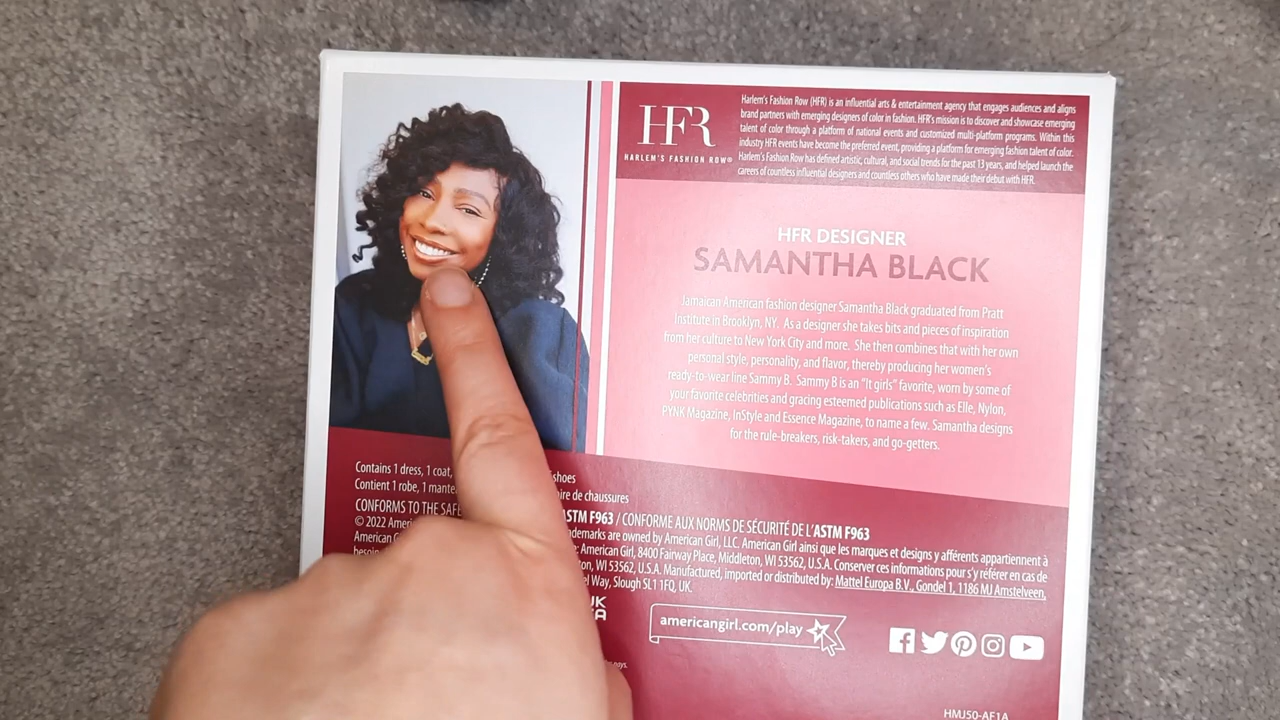 HFR
HARLEM'S FASHION ROW®
Harlem's Fashion Row (HFR) is an influential arts & entertainment agency that engages audiences and aligns
brand partners with emerging designers of color in fashion. HFR's mission is to discover and showcase emerging
talent of color through a platform of national events and customized multi-platform programs. Within this
industry HFR events have become the preferred event, providing a platform for emerging fashion talent of color.
Harlem's Fashion Row has defined artistic, cultural, and social trends for the past 13 years, and helped launch the
careers of countless influential designers and countless others who have made their debut with HFR.
HFR DESIGNER
SAMANTHA BLACK
Jamaican American fashion designer Samantha Black graduated from Pratt
Institute in Brooklyn, NY. As a designer she takes bits and pieces of inspiration
from her culture to New York City and more. She then combines that with her own
personal style, personality, and flavor, thereby producing her women's
ready-to-wear line Sammy B. Sammy B is an "It girls" favorite, worn by some of
your favorite celebrities and gracing esteemed publications such as Elle, Nylon,
PYNK Magazine, InStyle and Essence Magazine, to name a few. Samantha designs
for the rule-breakers, risk-takers, and go-getters.
Contains 1 dress, 1 coat, shoes
Contient 1 robe, 1 mante ire de chaussures
CONFORMS TO THE SAFE ASTM F963 / CONFORME AUX NORMS DE SÉCURITÉ DE L'ASTM F963
© 2022 Ameri ademarks are owned by American Girl, LLC. American Girl ainsi que les marques et designs y afférents appartiennent à
American G e: American Girl, 8400 Fairway Place, Middleton, WI 53562, U.S.A. Conserver ces informations pour s'y référer en cas de
besoin ton, WI 53562, U.S.A. Manufactured, imported or distributed by: Mattel Europa B.V., Gondel 1, 1186 MJ Amstelveen,
el Way, Slough SL1 1FQ, UK.
UK
CA
americangirl.com/play
pays.
HMJ50-AF1A